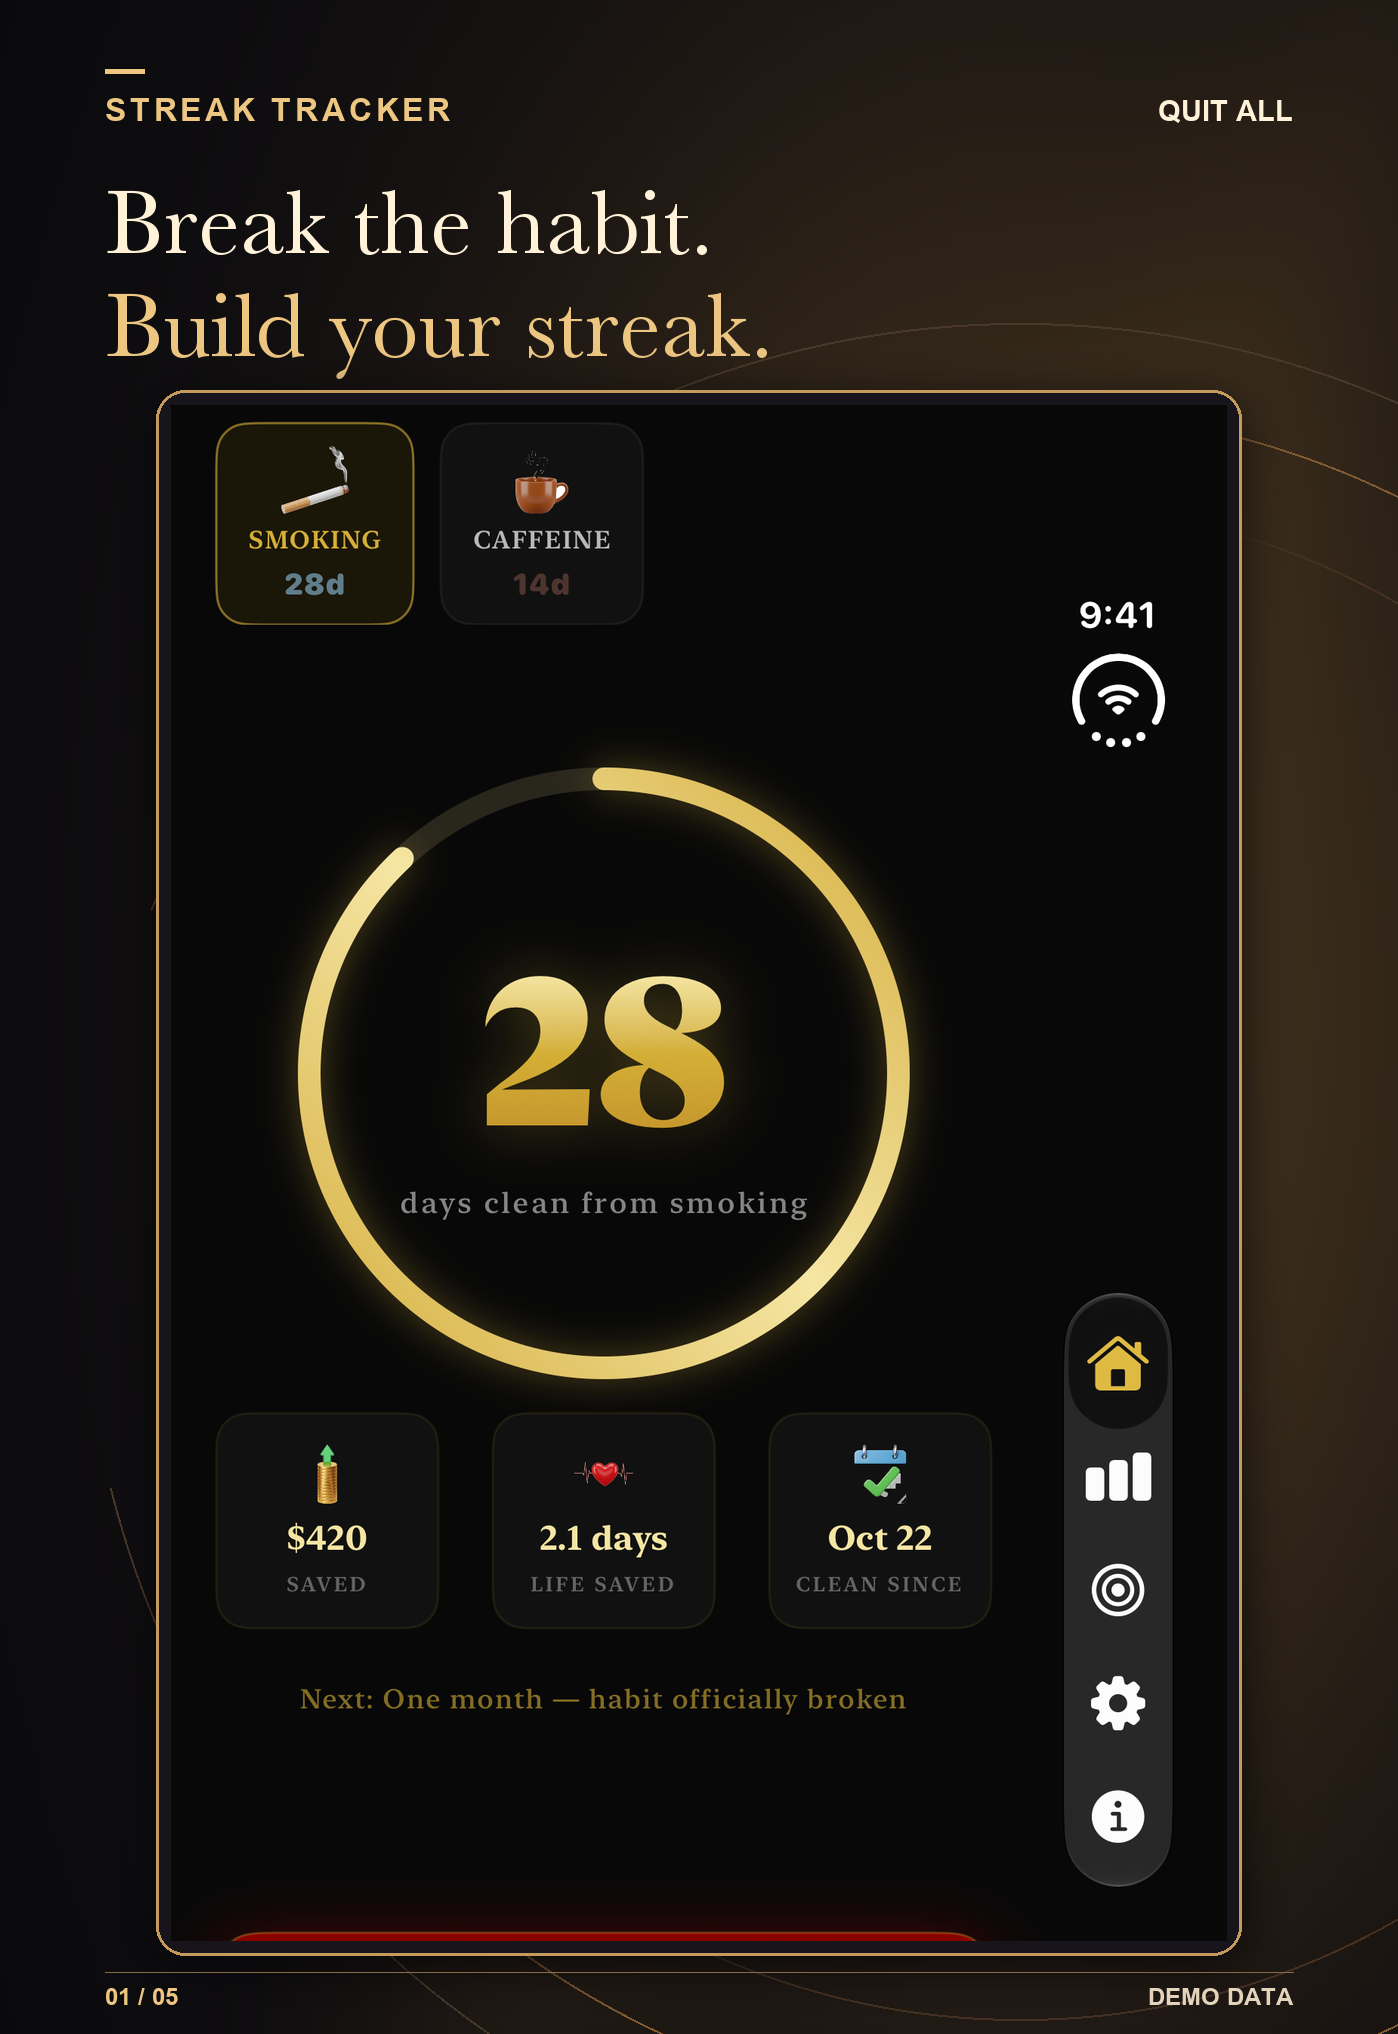 STREAK TRACKER
QUIT ALL
Break the habit.
Build your streak.
SMOKING
28d
CAFFEINE
14d
9:41
28
days clean from smoking
$420
SAVED
2.1 days
LIFE SAVED
Oct 22
CLEAN SINCE
Next: One month — habit officially broken
01 / 05
DEMO DATA